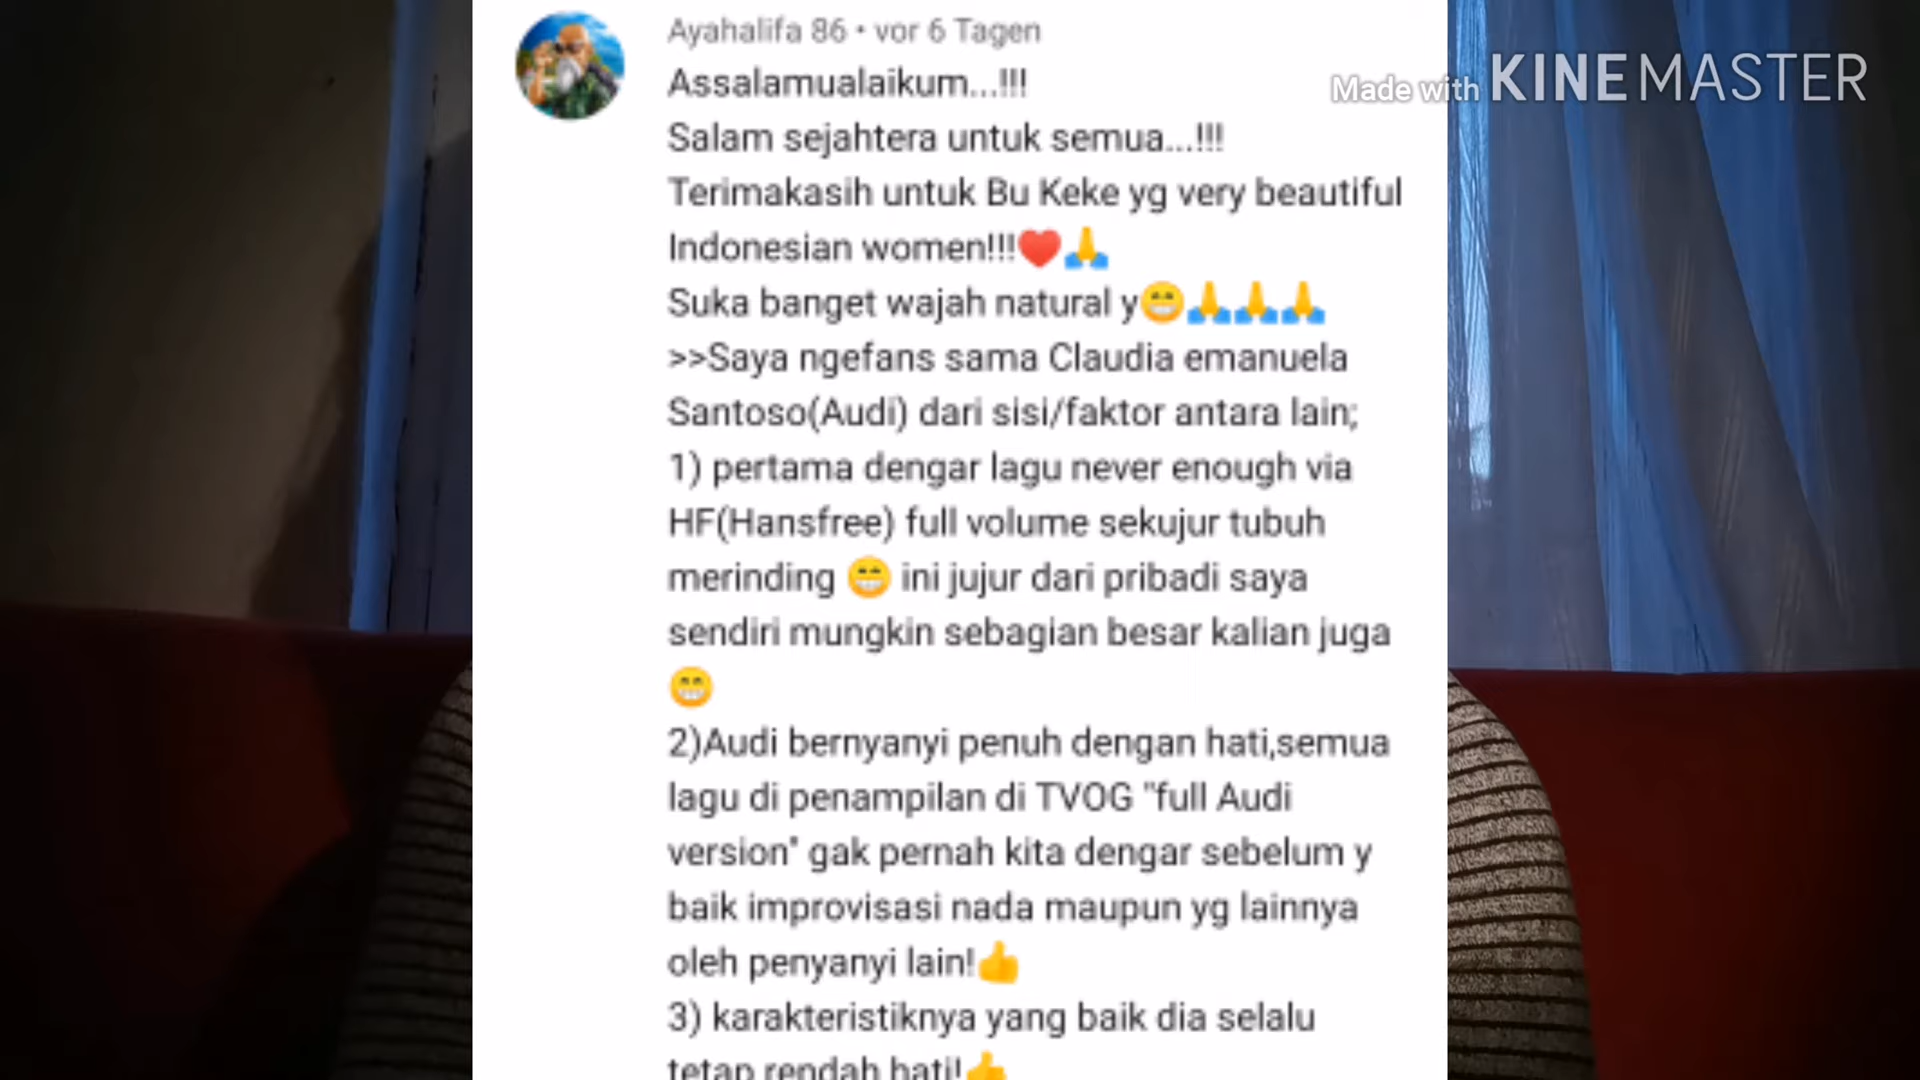 Ayahalifa 86 • vor 6 Tagen
Made with KINEMASTER
Assalamualaikum...!!!
Salam sejahtera untuk semua...!!!
Terimakasih untuk Bu Keke yg very beautiful
Indonesian women!!!♥️🙏
Suka banget wajah natural y😁🙏🙏🙏
>>Saya ngefans sama Claudia emanuela
Santoso(Audi) dari sisi/faktor antara lain;
1) pertama dengar lagu never enough via
HF(Hansfree) full volume sekujur tubuh
merinding 😁 ini jujur dari pribadi saya
sendiri mungkin sebagian besar kalian juga
😁
2)Audi bernyanyi penuh dengan hati,semua
lagu di penampilan di TVOG "full Audi
version" gak pernah kita dengar sebelum y
baik improvisasi nada maupun yg lainnya
oleh penyanyi lain!👍
3) karakteristiknya yang baik dia selalu
tetap rendah hati!👍